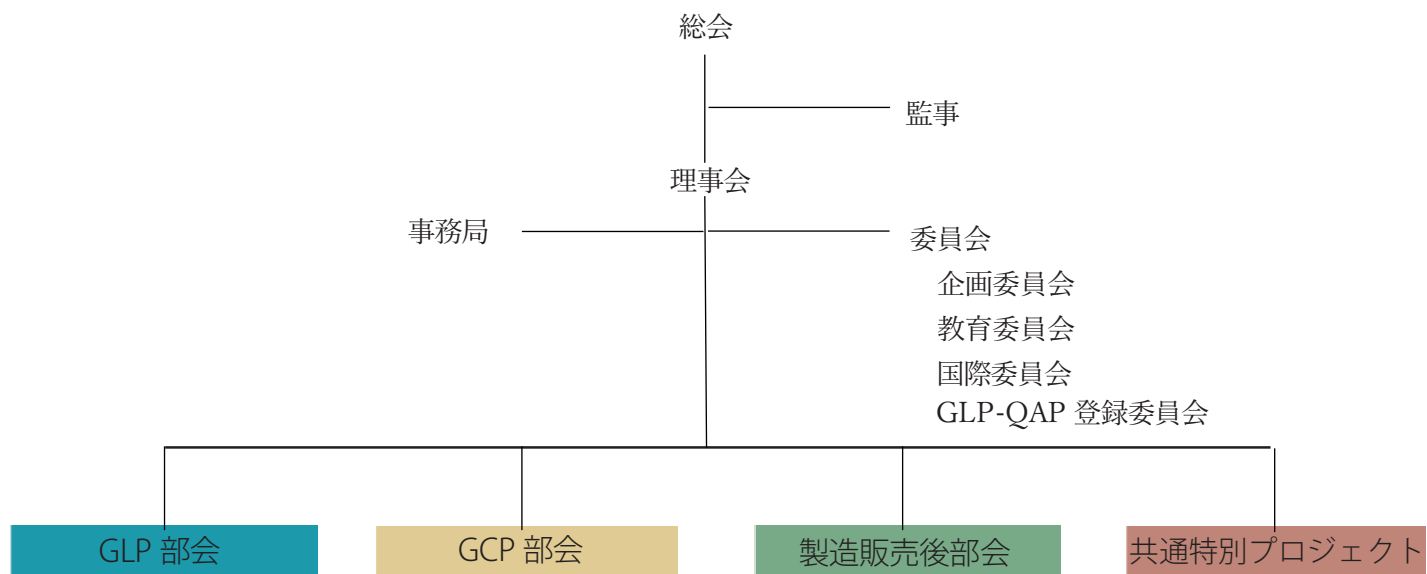 総会
監事
理事会
事務局
委員会
企画委員会
教育委員会
国際委員会
GLP-QAP 登録委員会
GLP 部会
GCP 部会
製造販売後部会
共通特別プロジェクト